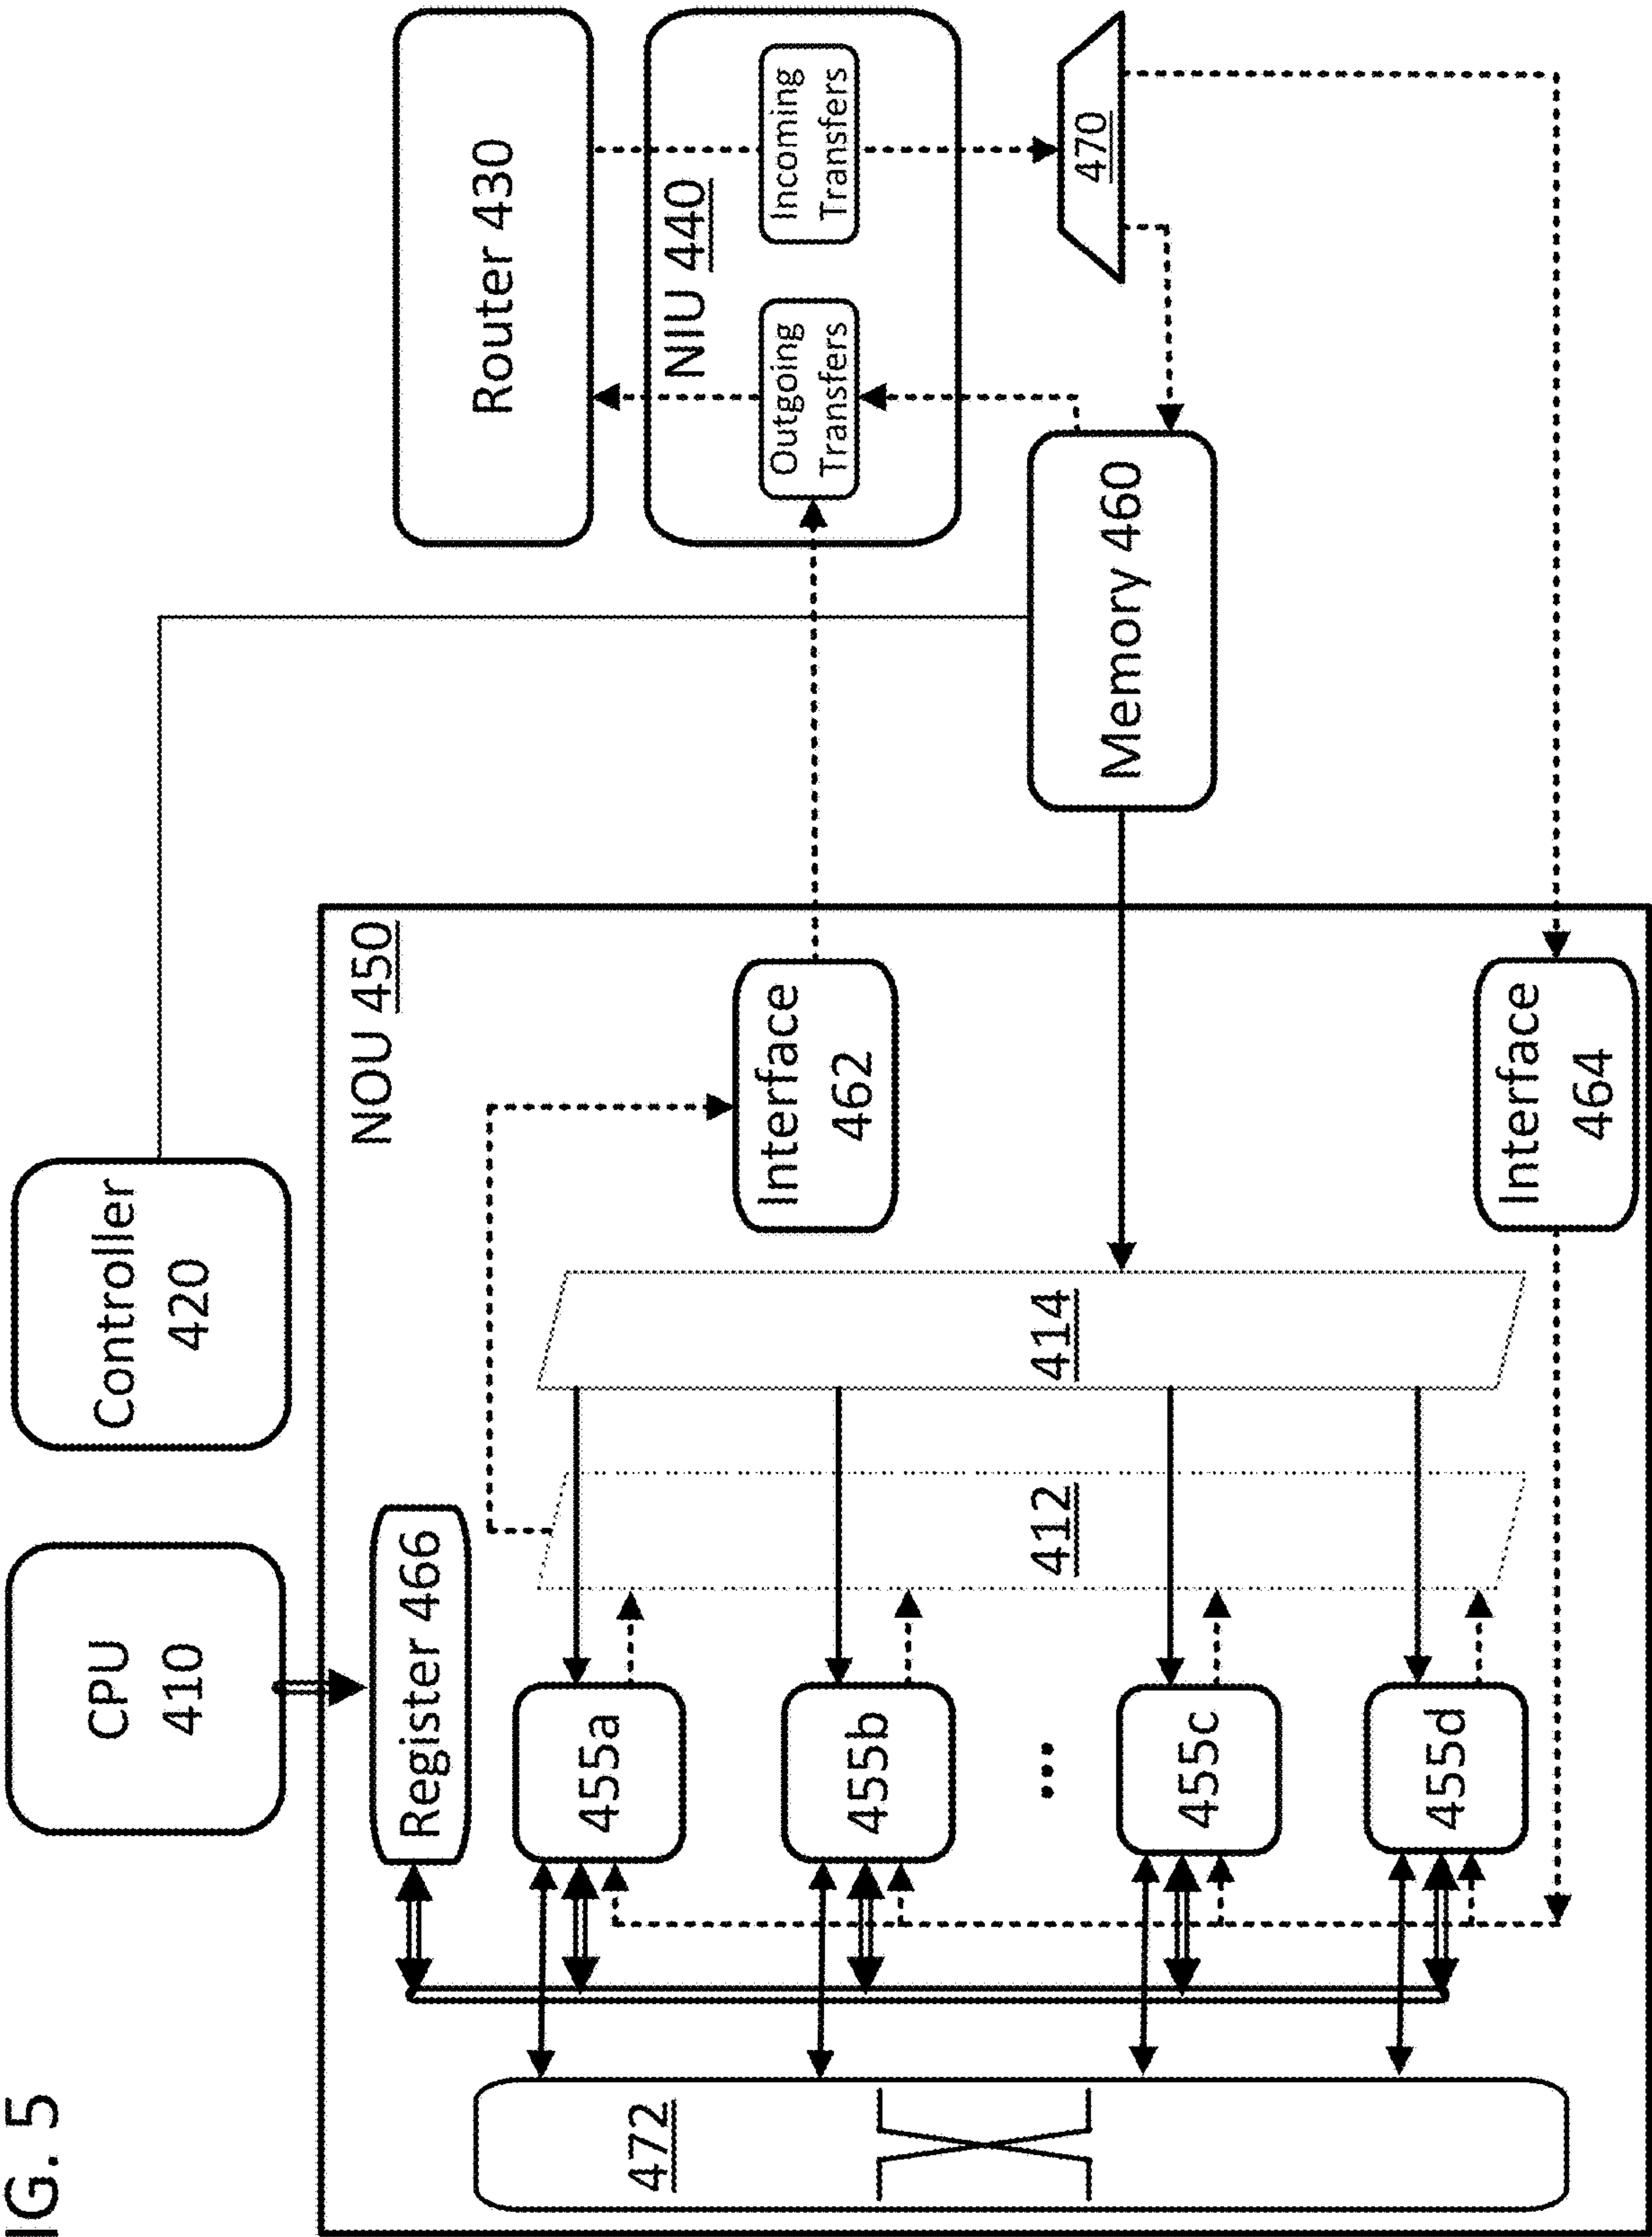 IG. 5
CPU
410
Controller
420
Router 430
NIU 440
Outgoing
Transfers
Incoming
Transfers
470
Memory 460
NOU 450
Register 466
Interface
462
Interface
464
472
455a
455b
...
455c
455d
412
414